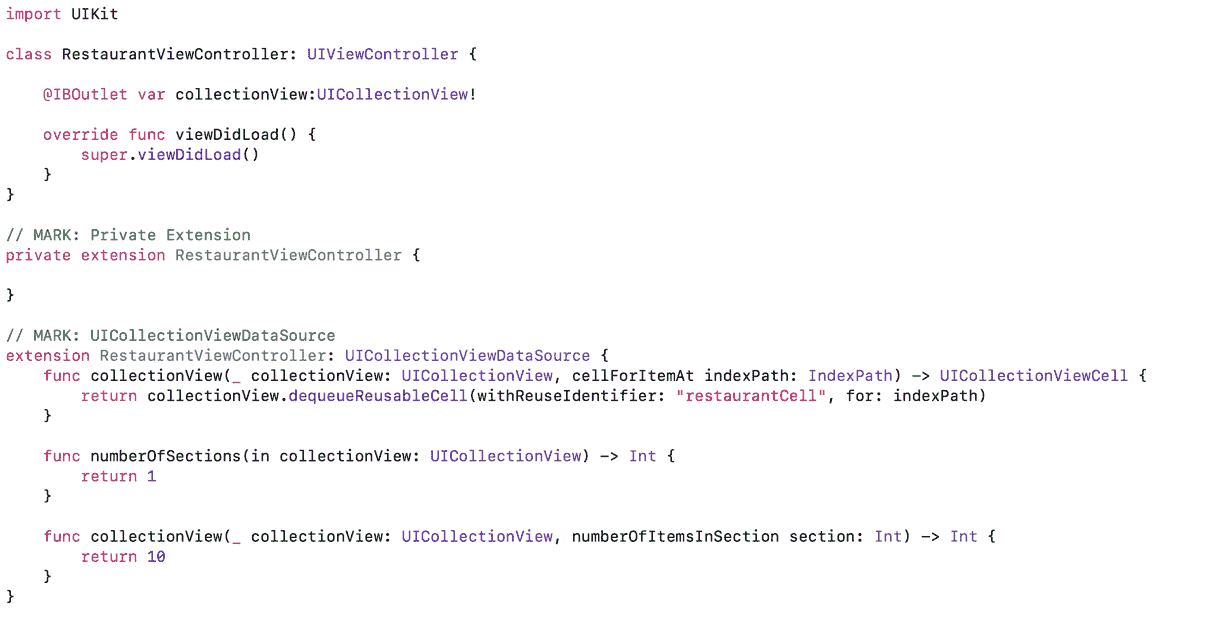 import UIKit
class RestaurantViewController: UIViewController {
@IBOutlet var collectionView:UICollectionView!
override func viewDidLoad() {
super.viewDidLoad()
}
}
// MARK: Private Extension
private extension RestaurantViewController {
}
// MARK: UICollectionViewDataSource
extension RestaurantViewController: UICollectionViewDataSource {
func collectionView(_ collectionView: UICollectionView, cellForItemAt indexPath: IndexPath) -> UICollectionViewCell {
return collectionView.dequeueReusableCell(withReuseIdentifier: "restaurantCell", for: indexPath)
}
func numberOfSections(in collectionView: UICollectionView) -> Int {
return 1
}
func collectionView(_ collectionView: UICollectionView, numberOfItemsInSection section: Int) -> Int {
return 10
}
}